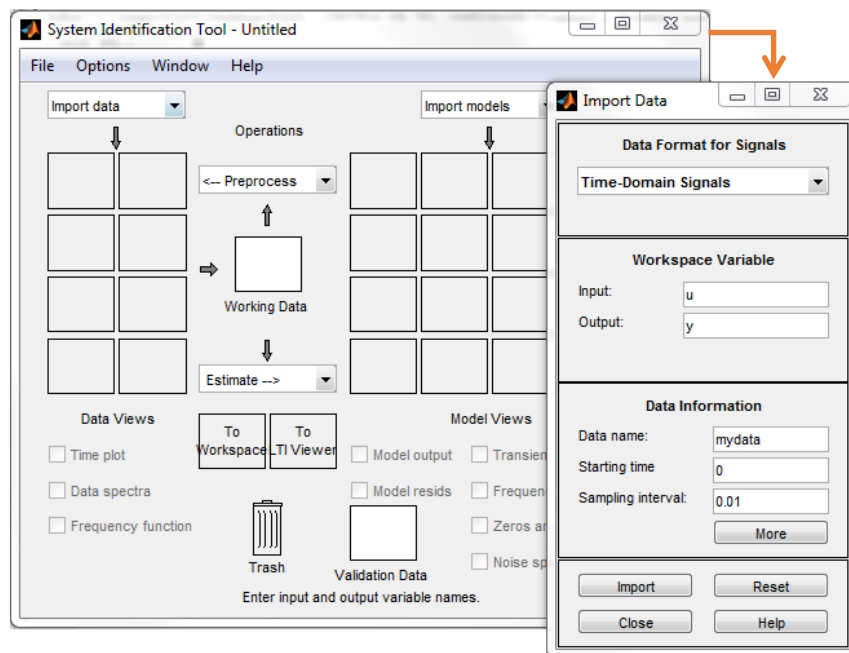 System Identification Tool - Untitled
File Options Window Help
Import data
Import models
Operations
<-- Preprocess
Working Data
Estimate -->
Data Views
Time plot
Data spectra
Frequency function
To Workspace
To LTI Viewer
Trash
Model Views
Model output
Model resids
Validation Data
Enter input and output variable names.
Import Data
Data Format for Signals
Time-Domain Signals
Workspace Variable
Input: u
Output: y
Data Information
Data name: mydata
Starting time 0
Sampling interval: 0.01
More
Import Reset
Close Help